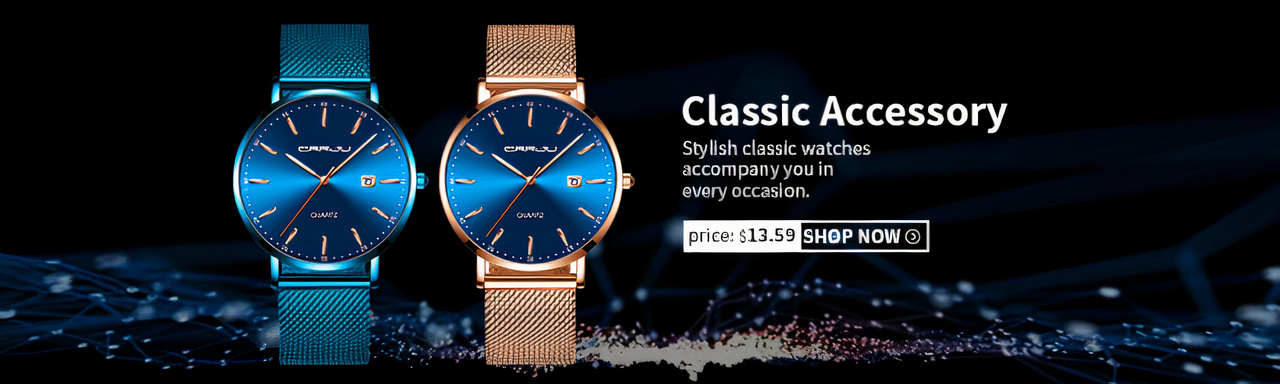 Classic Accessory
Stylish classic watches
accompany you in
every occasion.
price: $13.59 SHOP NOW